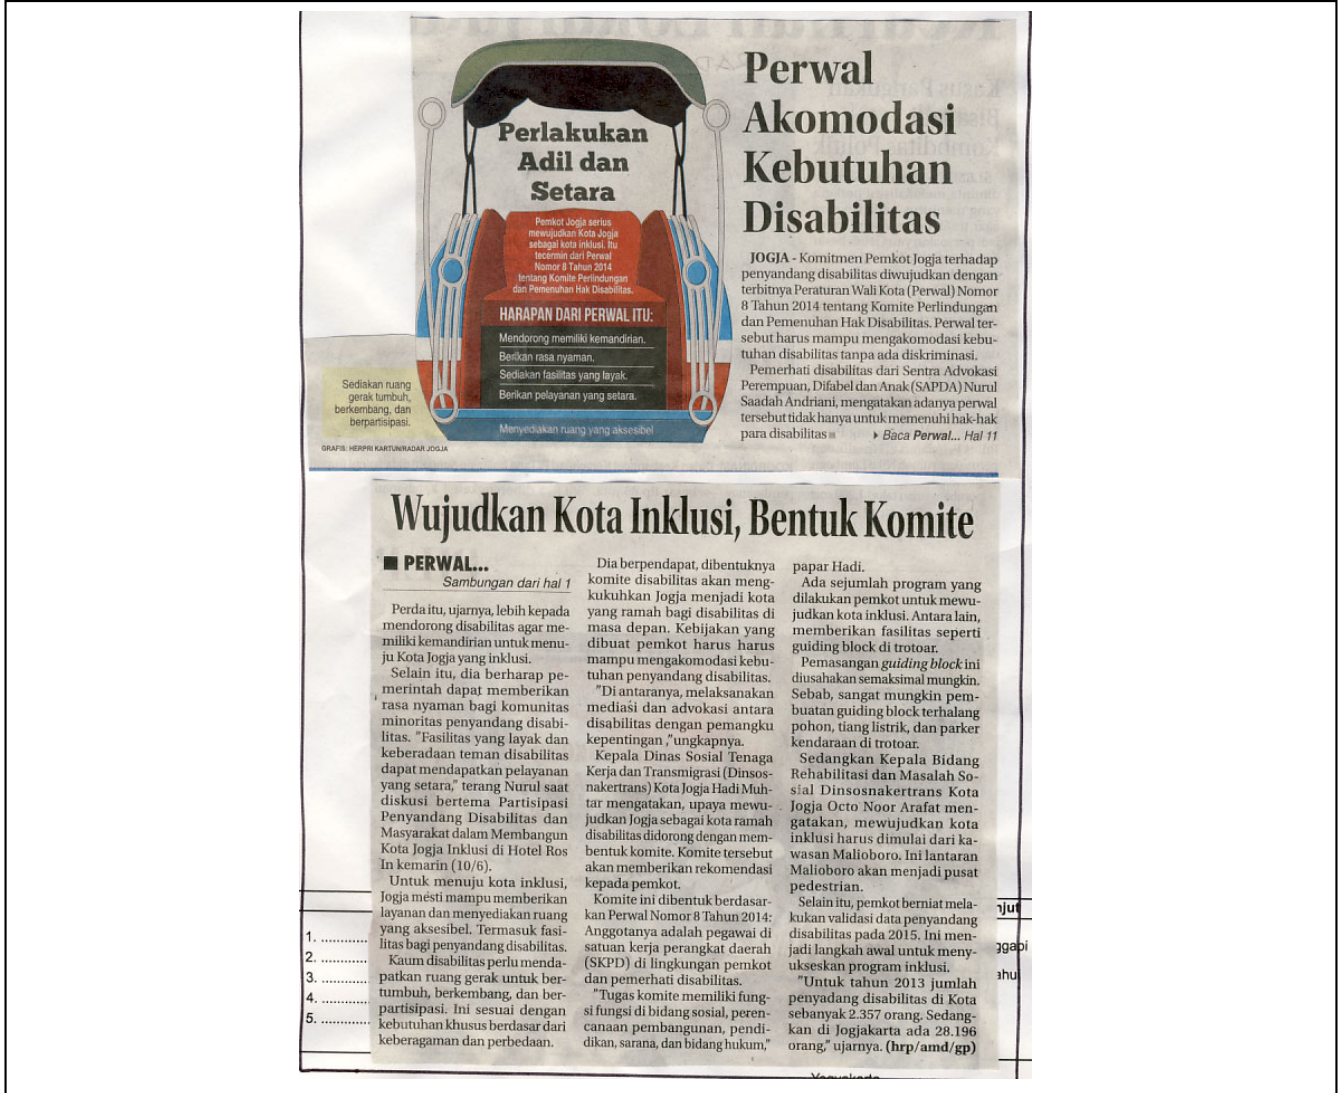 Perlakukan
Adil dan
Setara
Pemkot Jogja serius
mewujudkan Kota Jogja
sebagai kota inklusi. Itu
tecermin dari Perwal
Nomor 8 Tahun 2014
tentang Komite Perlindungan
dan Pemenuhan Hak Disabilitas.
HARAPAN DARI PERWAL ITU:
Mendorong memiliki kemandirian.
Berikan rasa nyaman.
Sediakan fasilitas yang layak.
Berikan pelayanan yang setara.
Menyediakan ruang yang aksesibel
Sediakan ruang
gerak tumbuh,
berkembang, dan
berpartisipasi.
GRAFIS: HERPRI KARTUN/RADAR JOGJA
Perwal
Akomodasi
Kebutuhan
Disabilitas
JOGJA - Komitmen Pemkot Jogja terhadap
penyandang disabilitas diwujudkan dengan
terbitnya Peraturan Wali Kota (Perwal) Nomor
8 Tahun 2014 tentang Komite Perlindungan
dan Pemenuhan Hak Disabilitas. Perwal ter-
sebut harus mampu mengakomodasi kebu-
tuhan disabilitas tanpa ada diskriminasi.
Pemerhati disabilitas dari Sentra Advokasi
Perempuan, Difabel dan Anak (SAPDA) Nurul
Saadah Andriani, mengatakan adanya perwal
tersebut tidak hanya untuk memenuhi hak-hak
para disabilitas
Baca Perwal... Hal 11
Wujudkan Kota Inklusi, Bentuk Komite
PERWAL...
Sambungan dari hal 1
Perda itu, ujarnya, lebih kepada
mendorong disabilitas agar me-
miliki kemandirian untuk menu-
ju Kota Jogja yang inklusi.
Selain itu, dia berharap pe-
merintah dapat memberikan
rasa nyaman bagi komunitas
minoritas penyandang disabi-
litas. "Fasilitas yang layak dan
keberadaan teman disabilitas
dapat mendapatkan pelayanan
yang setara," terang Nurul saat
diskusi bertema Partisipasi
Penyandang Disabilitas dan
Masyarakat dalam Membangun
Kota Jogja Inklusi di Hotel Ros
In kemarin (10/6).
Untuk menuju kota inklusi,
Jogja mesti mampu memberikan
layanan dan menyediakan ruang
yang aksesibel. Termasuk fasi-
litas bagi penyandang disabilitas.
Kaum disabilitas perlu menda-
patkan ruang gerak untuk ber-
tumbuh, berkembang, dan ber-
partisipasi. Ini sesuai dengan
kebutuhan khusus berdasar dari
keberagaman dan perbedaan.
Dia berpendapat, dibentuknya
komite disabilitas akan meng-
kukuhkan Jogja menjadi kota
yang ramah bagi disabilitas di
masa depan. Kebijakan yang
dibuat pemkot harus harus
mampu mengakomodasi kebu-
tuhan penyandang disabilitas.
"Di antaranya, melaksanakan
mediasi dan advokasi antara
disabilitas dengan pemangku
kepentingan ,"ungkapnya.
Kepala Dinas Sosial Tenaga
Kerja dan Transmigrasi (Dinsos-
nakertrans) Kota Jogja Hadi Muh-
tar mengatakan, upaya mewu-
judkan Jogja sebagai kota ramah
disabilitas didorong dengan mem-
bentuk komite. Komite tersebut
akan memberikan rekomendasi
kepada pemkot.
Komite ini dibentuk berdasar-
kan Perwal Nomor 8 Tahun 2014:
Anggotanya adalah pegawai di
satuan kerja perangkat daerah
(SKPD) di lingkungan pemkot
dan pemerhati disabilitas.
"Tugas komite memiliki fung-
si fungsi di bidang sosial, peren-
canaan pembangunan, pendi-
dikan, sarana, dan bidang hukum,"
papar Hadi.
Ada sejumlah program yang
dilakukan pemkot untuk mewu-
judkan kota inklusi. Antara lain,
memberikan fasilitas seperti
guiding block di trotoar.
Pemasangan guiding block ini
diusahakan semaksimal mungkin.
Sebab, sangat mungkin pem-
buatan guiding block terhalang
pohon, tiang listrik, dan parker
kendaraan di trotoar.
Sedangkan Kepala Bidang
Rehabilitasi dan Masalah So-
sial Dinsosnakertrans Kota
Jogja Octo Noor Arafat men-
gatakan, mewujudkan kota
inklusi harus dimulai dari ka-
wasan Malioboro. Ini lantaran
Malioboro akan menjadi pusat
pedestrian.
Selain itu, pemkot berniat mela-
kukan validasi data penyandang
disabilitas pada 2015. Ini men-
jadi langkah awal untuk meny-
ukseskan program inklusi.
"Untuk tahun 2013 jumlah
penyadang disabilitas di Kota
sebanyak 2.357 orang. Sedang-
kan di Jogjakarta ada 28.196
orang," ujarnya. (hrp/amd/gp)
1. ............
2. ............
3. ............
4. ............
5. ............
njut
ggapi
ahu